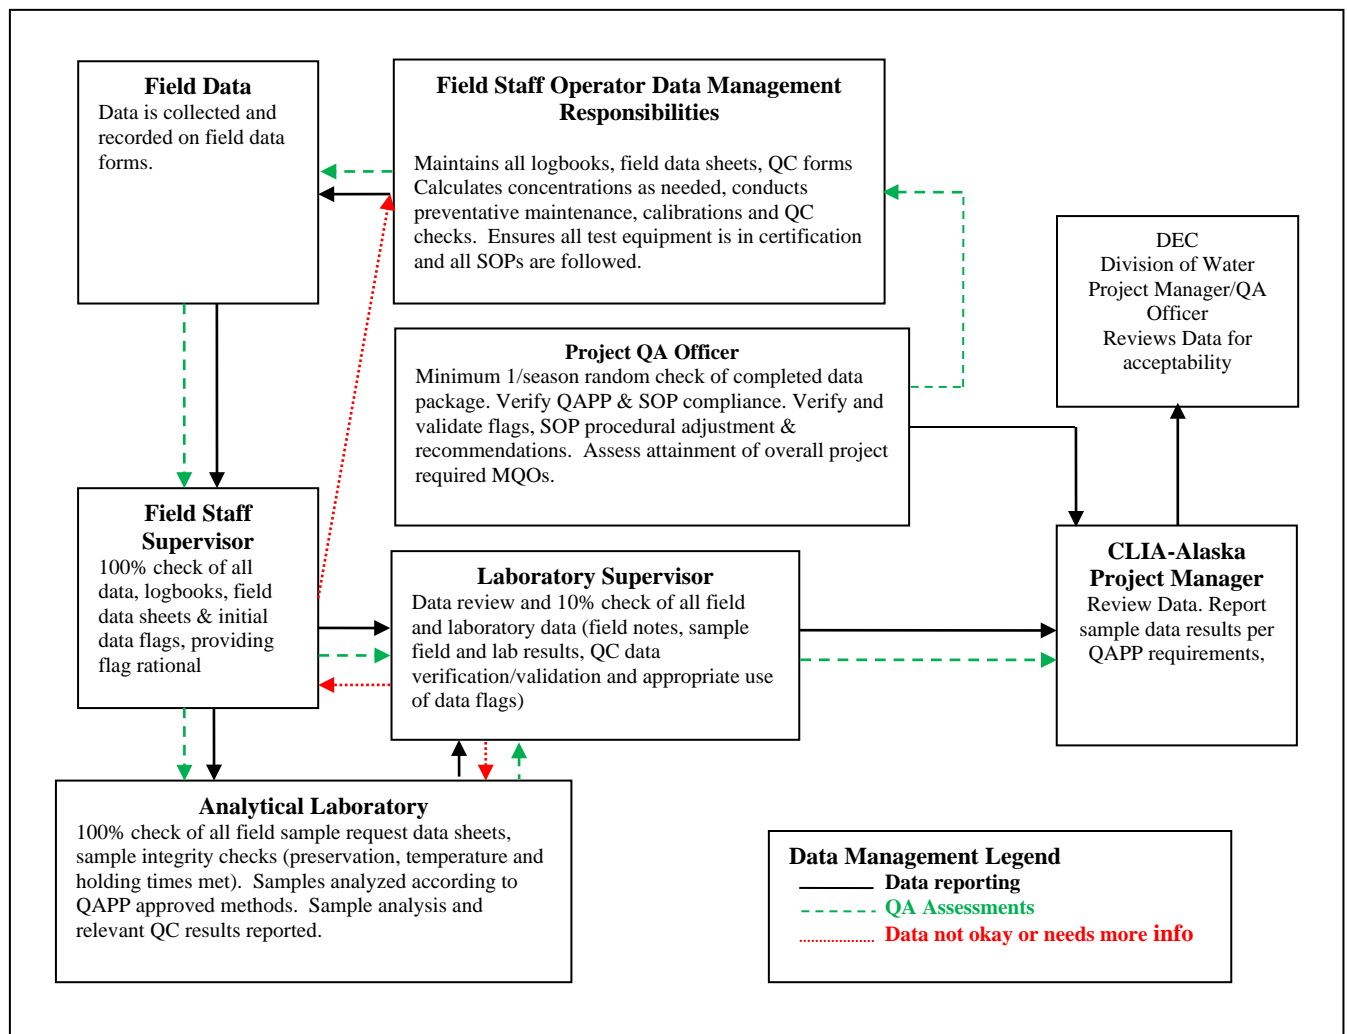 Field Data
Data is collected and
recorded on field data
forms.
Field Staff Operator Data Management
Responsibilities
Maintains all logbooks, field data sheets, QC forms
Calculates concentrations as needed, conducts
preventative maintenance, calibrations and QC
checks.  Ensures all test equipment is in certification
and all SOPs are followed.
DEC
Division of Water
Project Manager/QA
Officer
Reviews Data for
acceptability
Project QA Officer
Minimum 1/season random check of completed data
package. Verify QAPP & SOP compliance. Verify and
validate flags, SOP procedural adjustment &
recommendations.  Assess attainment of overall project
required MQOs.
Field Staff
Supervisor
100% check of all
data, logbooks, field
data sheets & initial
data flags, providing
flag rational
Laboratory Supervisor
Data review and 10% check of all field
and laboratory data (field notes, sample
field and lab results, QC data
verification/validation and appropriate use
of data flags)
CLIA-Alaska
Project Manager
Review Data. Report
sample data results per
QAPP requirements,
Analytical Laboratory
100% check of all field sample request data sheets,
sample integrity checks (preservation, temperature and
holding times met).  Samples analyzed according to
QAPP approved methods.  Sample analysis and
relevant QC results reported.
Data Management Legend
Data reporting
QA Assessments
Data not okay or needs more info